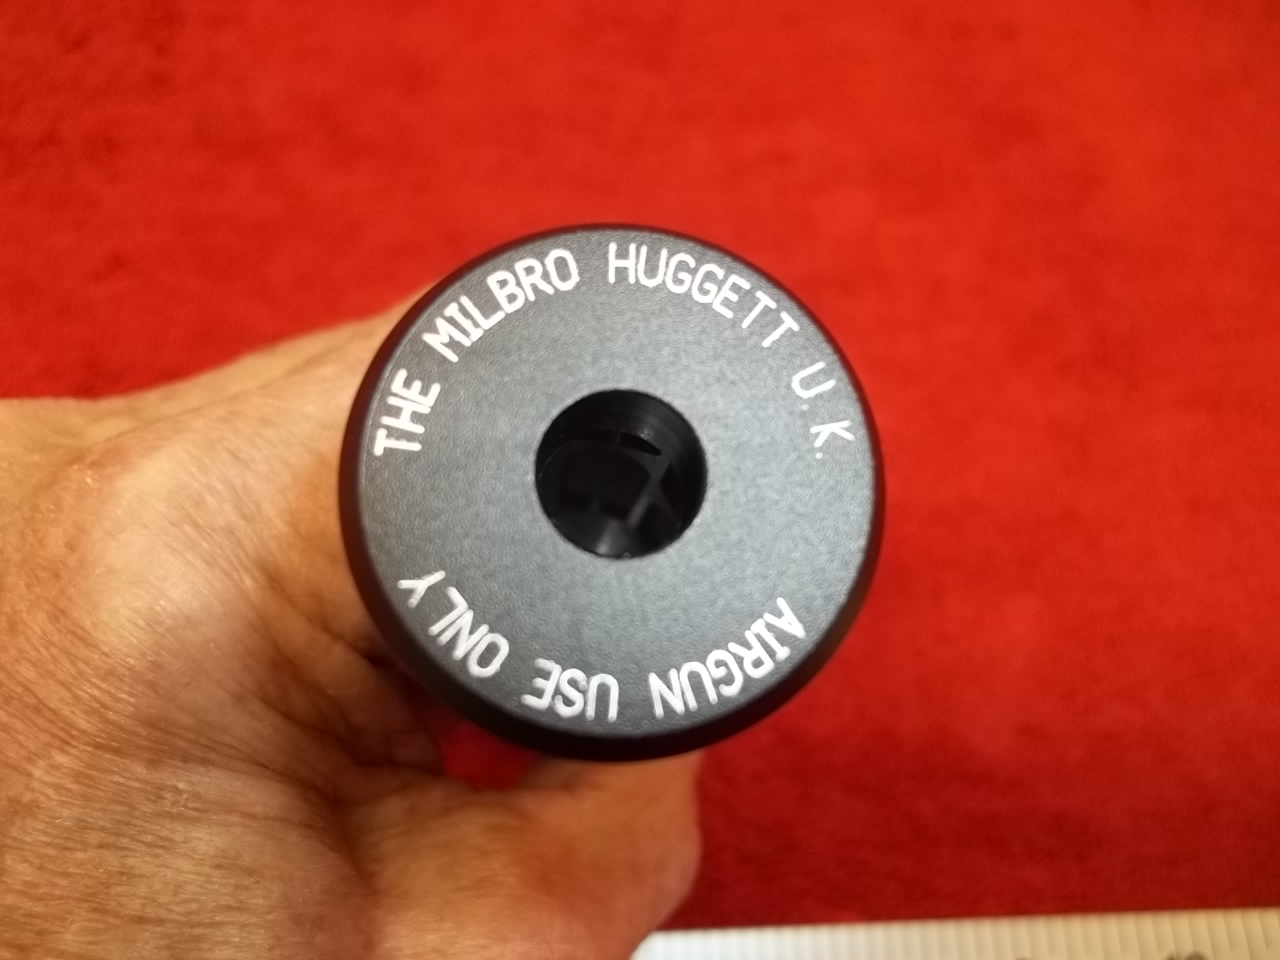 THE MILBRO HUGGETT U.K.
AIRGUN USE ONLY